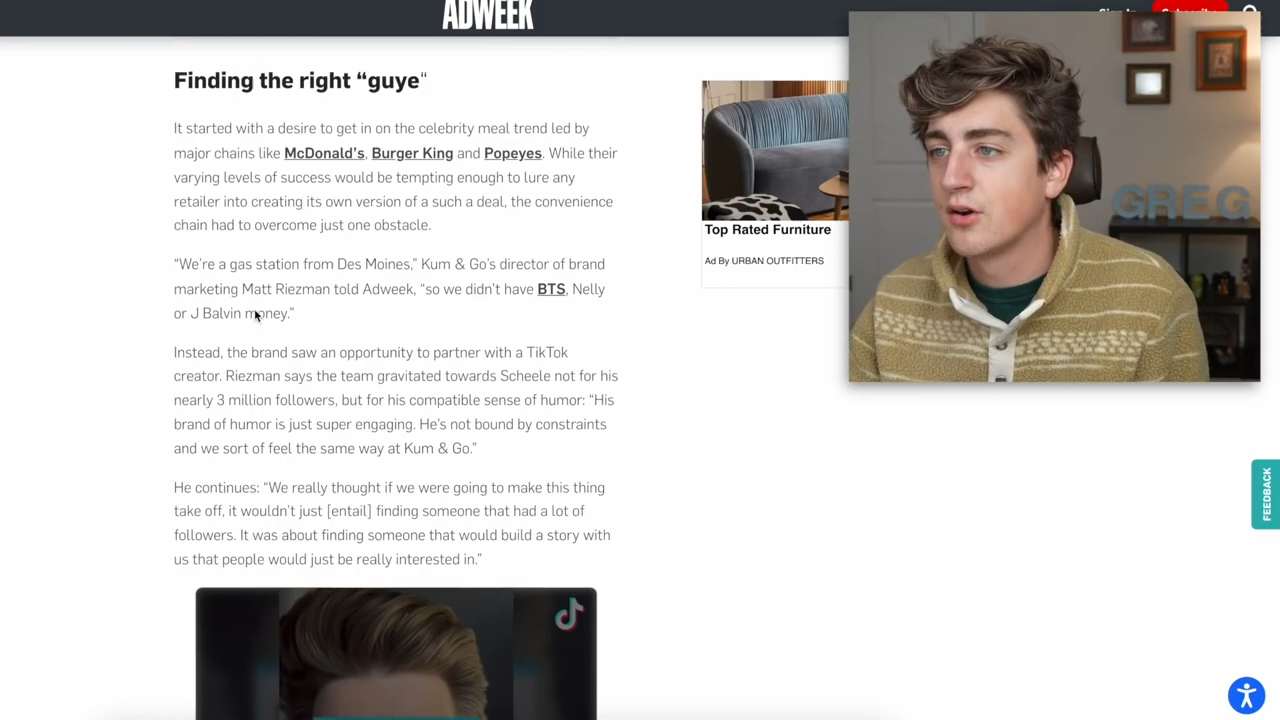 ADWEEK
Finding the right “guye“
It started with a desire to get in on the celebrity meal trend led by
major chains like McDonald’s, Burger King and Popeyes. While their
varying levels of success would be tempting enough to lure any
retailer into creating its own version of a such a deal, the convenience
chain had to overcome just one obstacle.
“We’re a gas station from Des Moines,” Kum & Go’s director of brand
marketing Matt Riezman told Adweek, “so we didn’t have BTS, Nelly
or J Balvin money.”
Instead, the brand saw an opportunity to partner with a TikTok
creator. Riezman says the team gravitated towards Scheele not for his
nearly 3 million followers, but for his compatible sense of humor: “His
brand of humor is just super engaging. He’s not bound by constraints
and we sort of feel the same way at Kum & Go.”
He continues: “We really thought if we were going to make this thing
take off, it wouldn’t just [entail] finding someone that had a lot of
followers. It was about finding someone that would build a story with
us that people would just be really interested in.”
Top Rated Furniture
Ad By URBAN OUTFITTERS
GREG
FEEDBACK